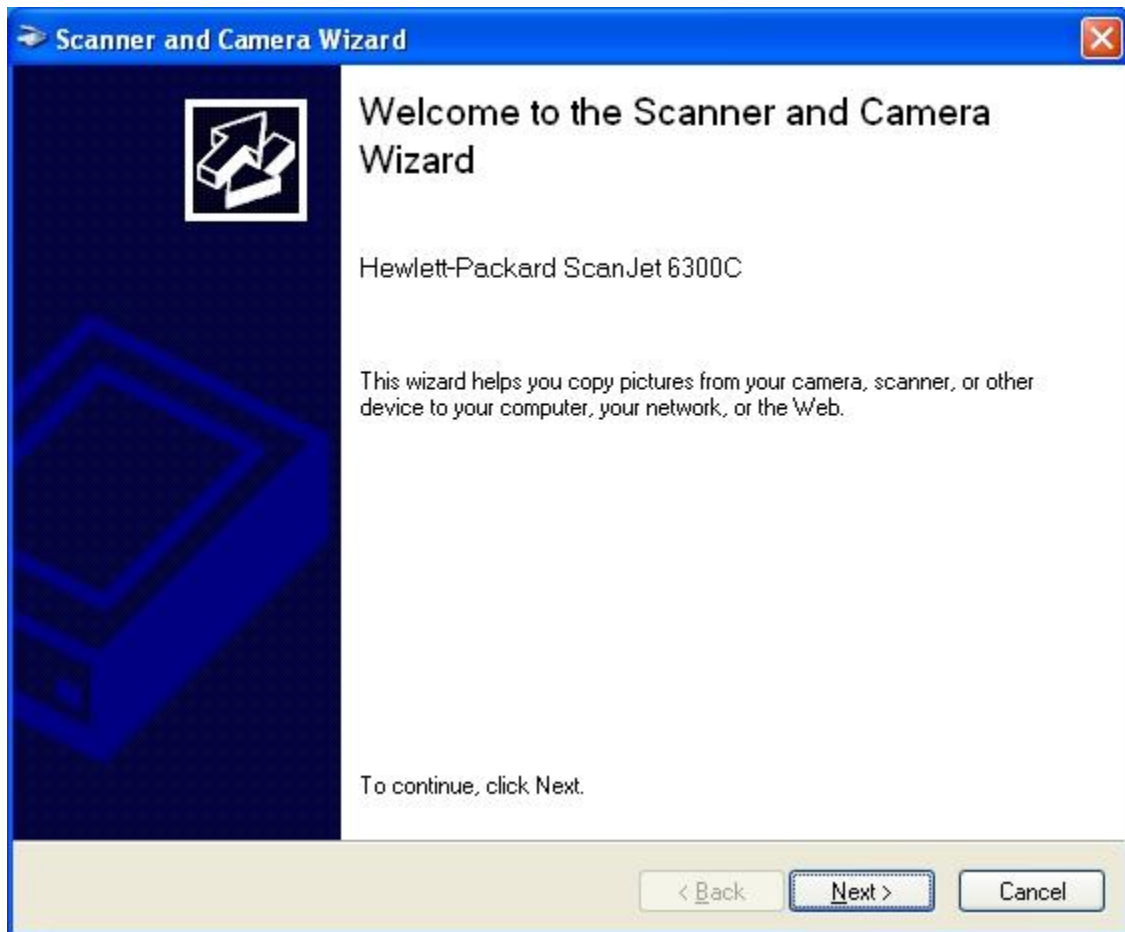 Scanner and Camera Wizard
Welcome to the Scanner and Camera
Wizard
Hewlett-Packard ScanJet 6300C
This wizard helps you copy pictures from your camera, scanner, or other
device to your computer, your network, or the Web.
To continue, click Next.
< Back Next > Cancel